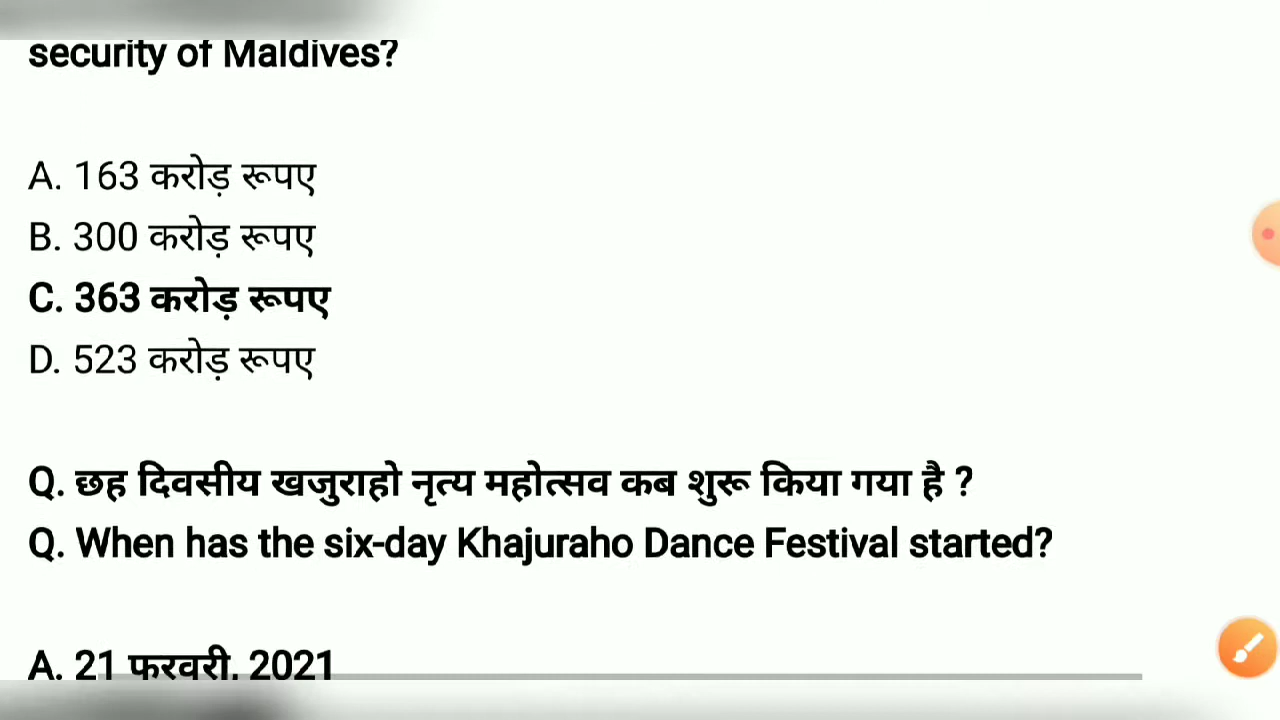 security of Maldives?
A. 163 करोड़ रूपए
B. 300 करोड़ रूपए
C. 363 करोड़ रूपए
D. 523 करोड़ रूपए
Q. छह दिवसीय खजुराहो नृत्य महोत्सव कब शुरू किया गया है ?
Q. When has the six-day Khajuraho Dance Festival started?
A. 21 फरवरी, 2021